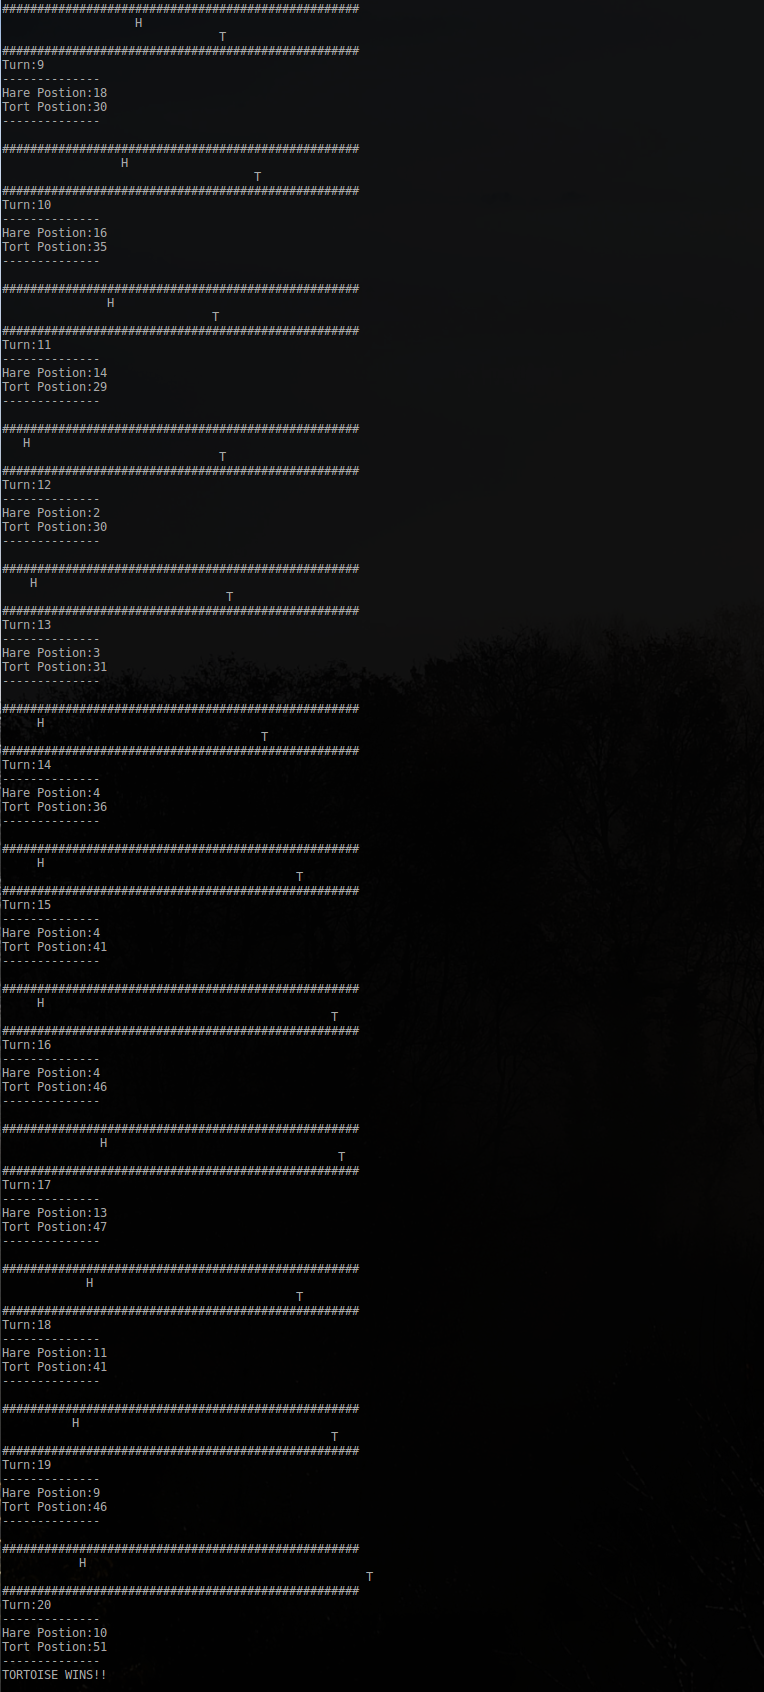 ###################################################
                   H
                               T
###################################################
Turn:9
--------------
Hare Postion:18
Tort Postion:30
--------------

###################################################
                 H
                                    T
###################################################
Turn:10
--------------
Hare Postion:16
Tort Postion:35
--------------

###################################################
               H
                              T
###################################################
Turn:11
--------------
Hare Postion:14
Tort Postion:29
--------------

###################################################
   H
                               T
###################################################
Turn:12
--------------
Hare Postion:2
Tort Postion:30
--------------

###################################################
    H
                                T
###################################################
Turn:13
--------------
Hare Postion:3
Tort Postion:31
--------------

###################################################
     H
                                     T
###################################################
Turn:14
--------------
Hare Postion:4
Tort Postion:36
--------------

###################################################
     H
                                          T
###################################################
Turn:15
--------------
Hare Postion:4
Tort Postion:41
--------------

###################################################
     H
                                               T
###################################################
Turn:16
--------------
Hare Postion:4
Tort Postion:46
--------------

###################################################
              H
                                                T
###################################################
Turn:17
--------------
Hare Postion:13
Tort Postion:47
--------------

###################################################
            H
                                          T
###################################################
Turn:18
--------------
Hare Postion:11
Tort Postion:41
--------------

###################################################
          H
                                               T
###################################################
Turn:19
--------------
Hare Postion:9
Tort Postion:46
--------------

###################################################
           H
                                                    T
###################################################
Turn:20
--------------
Hare Postion:10
Tort Postion:51
--------------
TORTOISE WINS!!